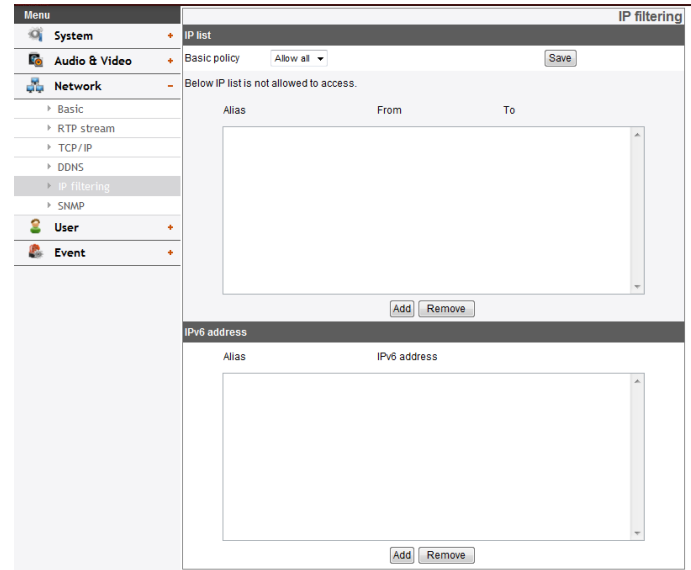 Menu
System +
Audio & Video +
Network –
Basic
RTP stream
TCP/IP
DDNS
IP filtering
SNMP
User +
Event +
IP filtering
IP list
Basic policy Allow all Save
Below IP list is not allowed to access.
Alias From To
Add Remove
IPv6 address
Alias IPv6 address
Add Remove